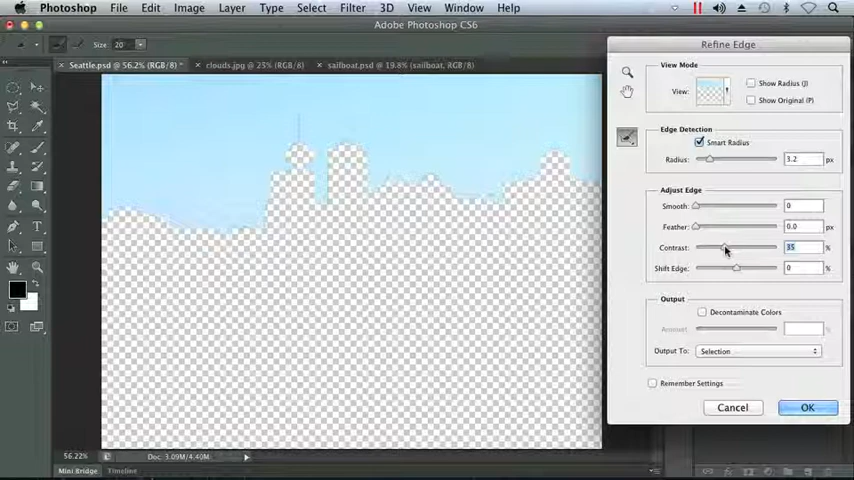 Photoshop File Edit Image Layer Type Select Filter 3D View Window Help
Adobe Photoshop CS6
Size: 20
Seattle.psd @ 56.2% (RGB/8) *
clouds.jpg @ 25% (RGB/8)
sailboat.psd @ 19.8% (sailboat, RGB/8)
Refine Edge
View Mode
View:
Show Radius (J)
Show Original (P)
Edge Detection
Smart Radius
Radius: 3.2 px
Adjust Edge
Smooth: 0
Feather: 0.0 px
Contrast: 35 %
Shift Edge: 0 %
Output
Decontaminate Colors
Amount: %
Output To: Selection
Remember Settings
Cancel OK
56.22% Doc: 3.09M/4.40M
Mini Bridge Timeline